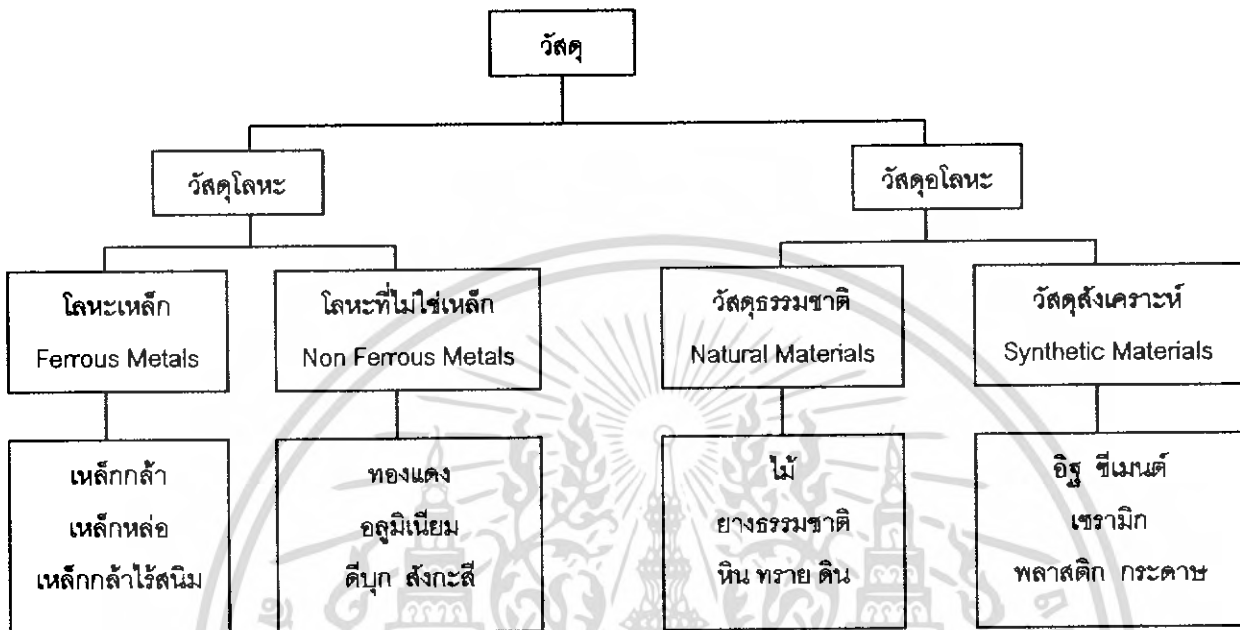 วัสดุ
วัสดุโลหะ
วัสดุอโลหะ
โลหะเหล็ก
Ferrous Metals
โลหะที่ไม่ใช่เหล็ก
Non Ferrous Metals
วัสดุธรรมชาติ
Natural Materials
วัสดุสังเคราะห์
Synthetic Materials
เหล็กกล้า
เหล็กหล่อ
เหล็กกล้าไร้สนิม
ทองแดง
อลูมิเนียม
ดีบุก สังกะสี
ไม้
ยางธรรมชาติ
หิน ทราย ดิน
อิฐ ซีเมนต์
เซรามิก
พลาสติก กระดาษ